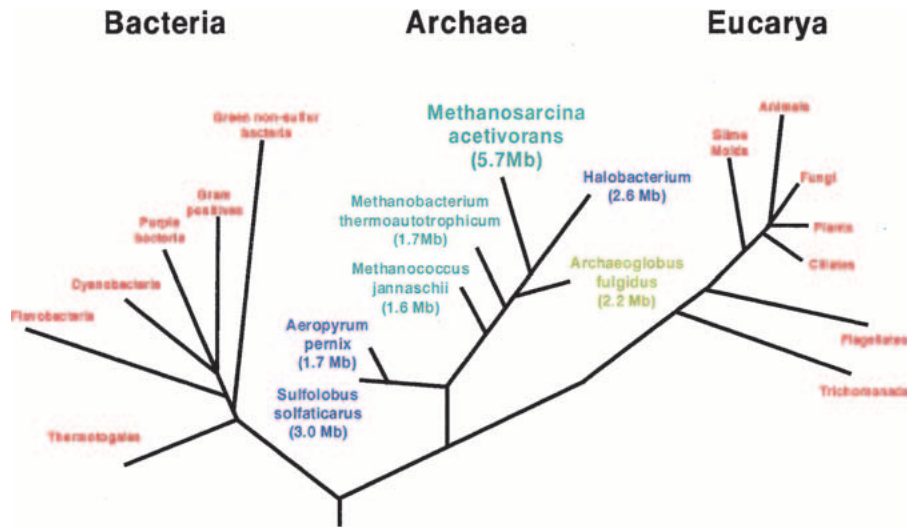 Bacteria
Archaea
Eucarya
Green non-sulfur
bacteria
Gram
positives
Purple
bacteria
Cyanobacteria
Flavobacteria
Thermotogales
Methanosarcina
acetivorans
(5.7Mb)
Halobacterium
(2.6 Mb)
Methanobacterium
thermoautotrophicum
(1.7Mb)
Methanococcus
jannaschii
(1.6 Mb)
Archaeoglobus
fulgidus
(2.2 Mb)
Aeropyrum
pernix
(1.7 Mb)
Sulfolobus
solfaticarus
(3.0 Mb)
Animals
Slime
Molds
Fungi
Plants
Ciliates
Flagellates
Trichomonads